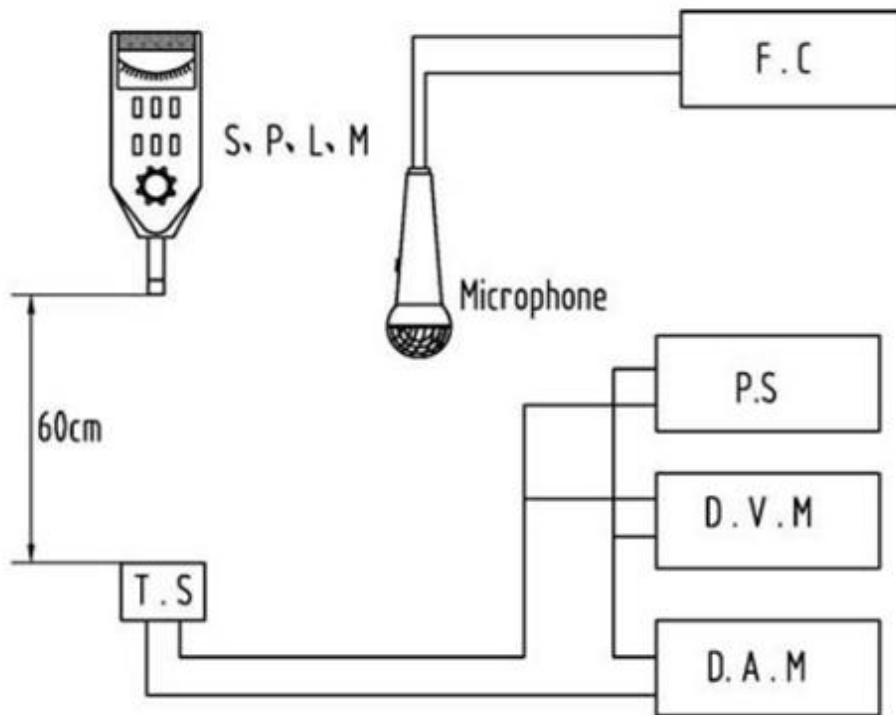 F.C
S、P、L、M
Microphone
P.S
60cm
D.V.M
T.S
D.A.M